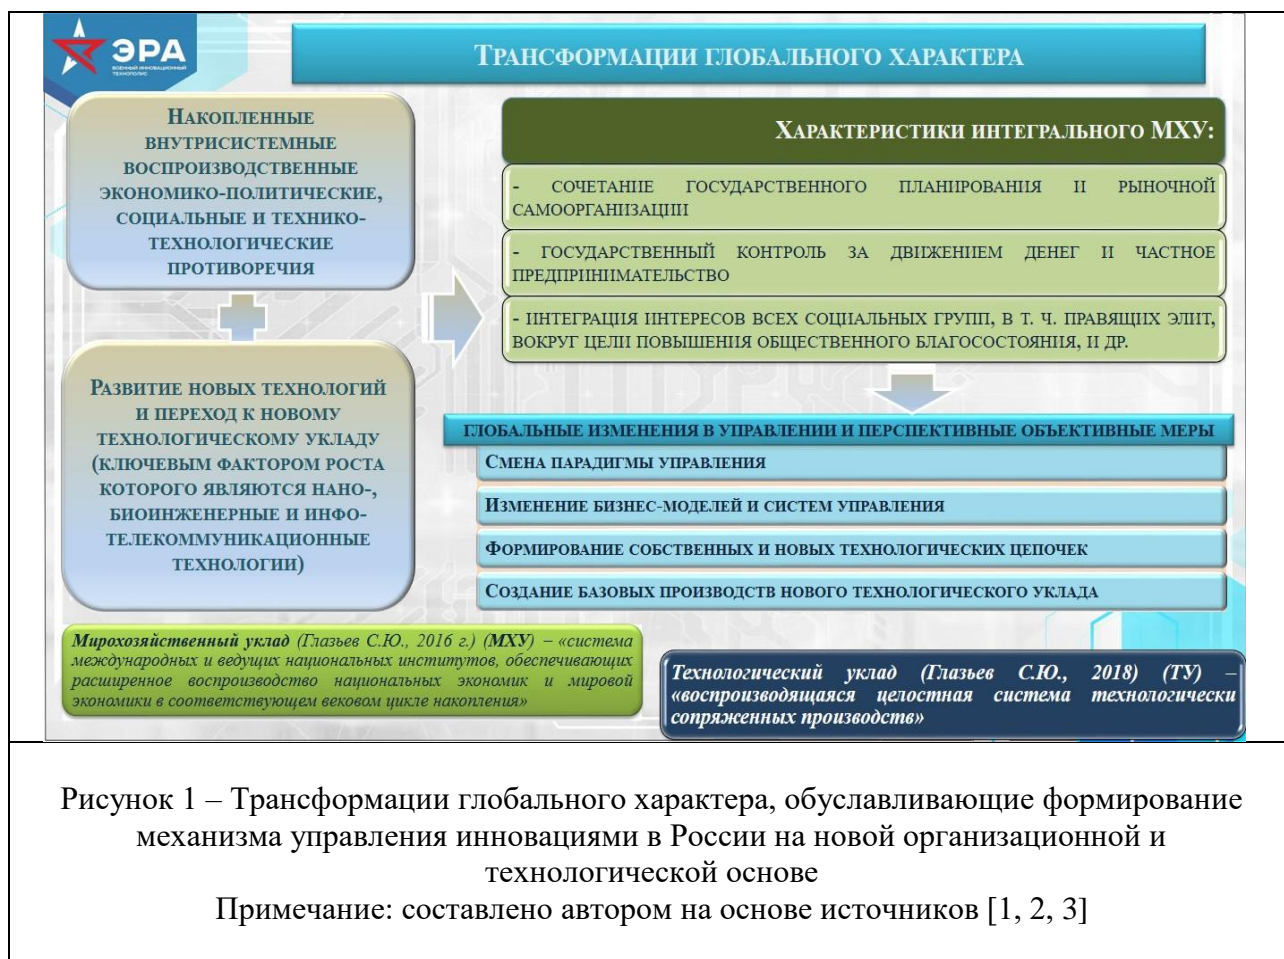 ЭРА
ВОЕННЫЙ ИННОВАЦИОННЫЙ
ТЕХНОПОЛИС
ТРАНСФОРМАЦИИ ГЛОБАЛЬНОГО ХАРАКТЕРА
НАКОПЛЕННЫЕ
ВНУТРИСИСТЕМНЫЕ
ВОСПРОИЗВОДСТВЕННЫЕ
ЭКОНОМИКО-ПОЛИТИЧЕСКИЕ,
СОЦИАЛЬНЫЕ И ТЕХНИКО-
ТЕХНОЛОГИЧЕСКИЕ
ПРОТИВОРЕЧИЯ
РАЗВИТИЕ НОВЫХ ТЕХНОЛОГИЙ
И ПЕРЕХОД К НОВОМУ
ТЕХНОЛОГИЧЕСКОМУ УКЛАДУ
(КЛЮЧЕВЫМ ФАКТОРОМ РОСТА
КОТОРОГО ЯВЛЯЮТСЯ НАНО-,
БИОИНЖЕНЕРНЫЕ И ИНФО-
ТЕЛЕКОММУНИКАЦИОННЫЕ
ТЕХНОЛОГИИ)
ХАРАКТЕРИСТИКИ ИНТЕГРАЛЬНОГО МХУ:
- СОЧЕТАНИЕ ГОСУДАРСТВЕННОГО ПЛАНИРОВАНИЯ И РЫНОЧНОЙ
САМООРГАНИЗАЦИИ
- ГОСУДАРСТВЕННЫЙ КОНТРОЛЬ ЗА ДВИЖЕНИЕМ ДЕНЕГ И ЧАСТНОЕ
ПРЕДПРИНИМАТЕЛЬСТВО
- ИНТЕГРАЦИЯ ИНТЕРЕСОВ ВСЕХ СОЦИАЛЬНЫХ ГРУПП, В Т. Ч. ПРАВЯЩИХ ЭЛИТ,
ВОКРУГ ЦЕЛИ ПОВЫШЕНИЯ ОБЩЕСТВЕННОГО БЛАГОСОСТОЯНИЯ, И ДР.
ГЛОБАЛЬНЫЕ ИЗМЕНЕНИЯ В УПРАВЛЕНИИ И ПЕРСПЕКТИВНЫЕ ОБЪЕКТИВНЫЕ МЕРЫ
СМЕНА ПАРАДИГМЫ УПРАВЛЕНИЯ
ИЗМЕНЕНИЕ БИЗНЕС-МОДЕЛЕЙ И СИСТЕМ УПРАВЛЕНИЯ
ФОРМИРОВАНИЕ СОБСТВЕННЫХ И НОВЫХ ТЕХНОЛОГИЧЕСКИХ ЦЕПОЧЕК
СОЗДАНИЕ БАЗОВЫХ ПРОИЗВОДСТВ НОВОГО ТЕХНОЛОГИЧЕСКОГО УКЛАДА
Мирохозяйственный уклад (Глазьев С.Ю., 2016 г.) (МХУ) – «система
международных и ведущих национальных институтов, обеспечивающих
расширенное воспроизводство национальных экономик и мировой
экономики в соответствующем вековом цикле накопления»
Технологический уклад (Глазьев С.Ю., 2018) (ТУ) –
«воспроизводящаяся целостная система технологически
сопряженных производств»
Рисунок 1 – Трансформации глобального характера, обуславливающие формирование
механизма управления инновациями в России на новой организационной и
технологической основе
Примечание: составлено автором на основе источников [1, 2, 3]